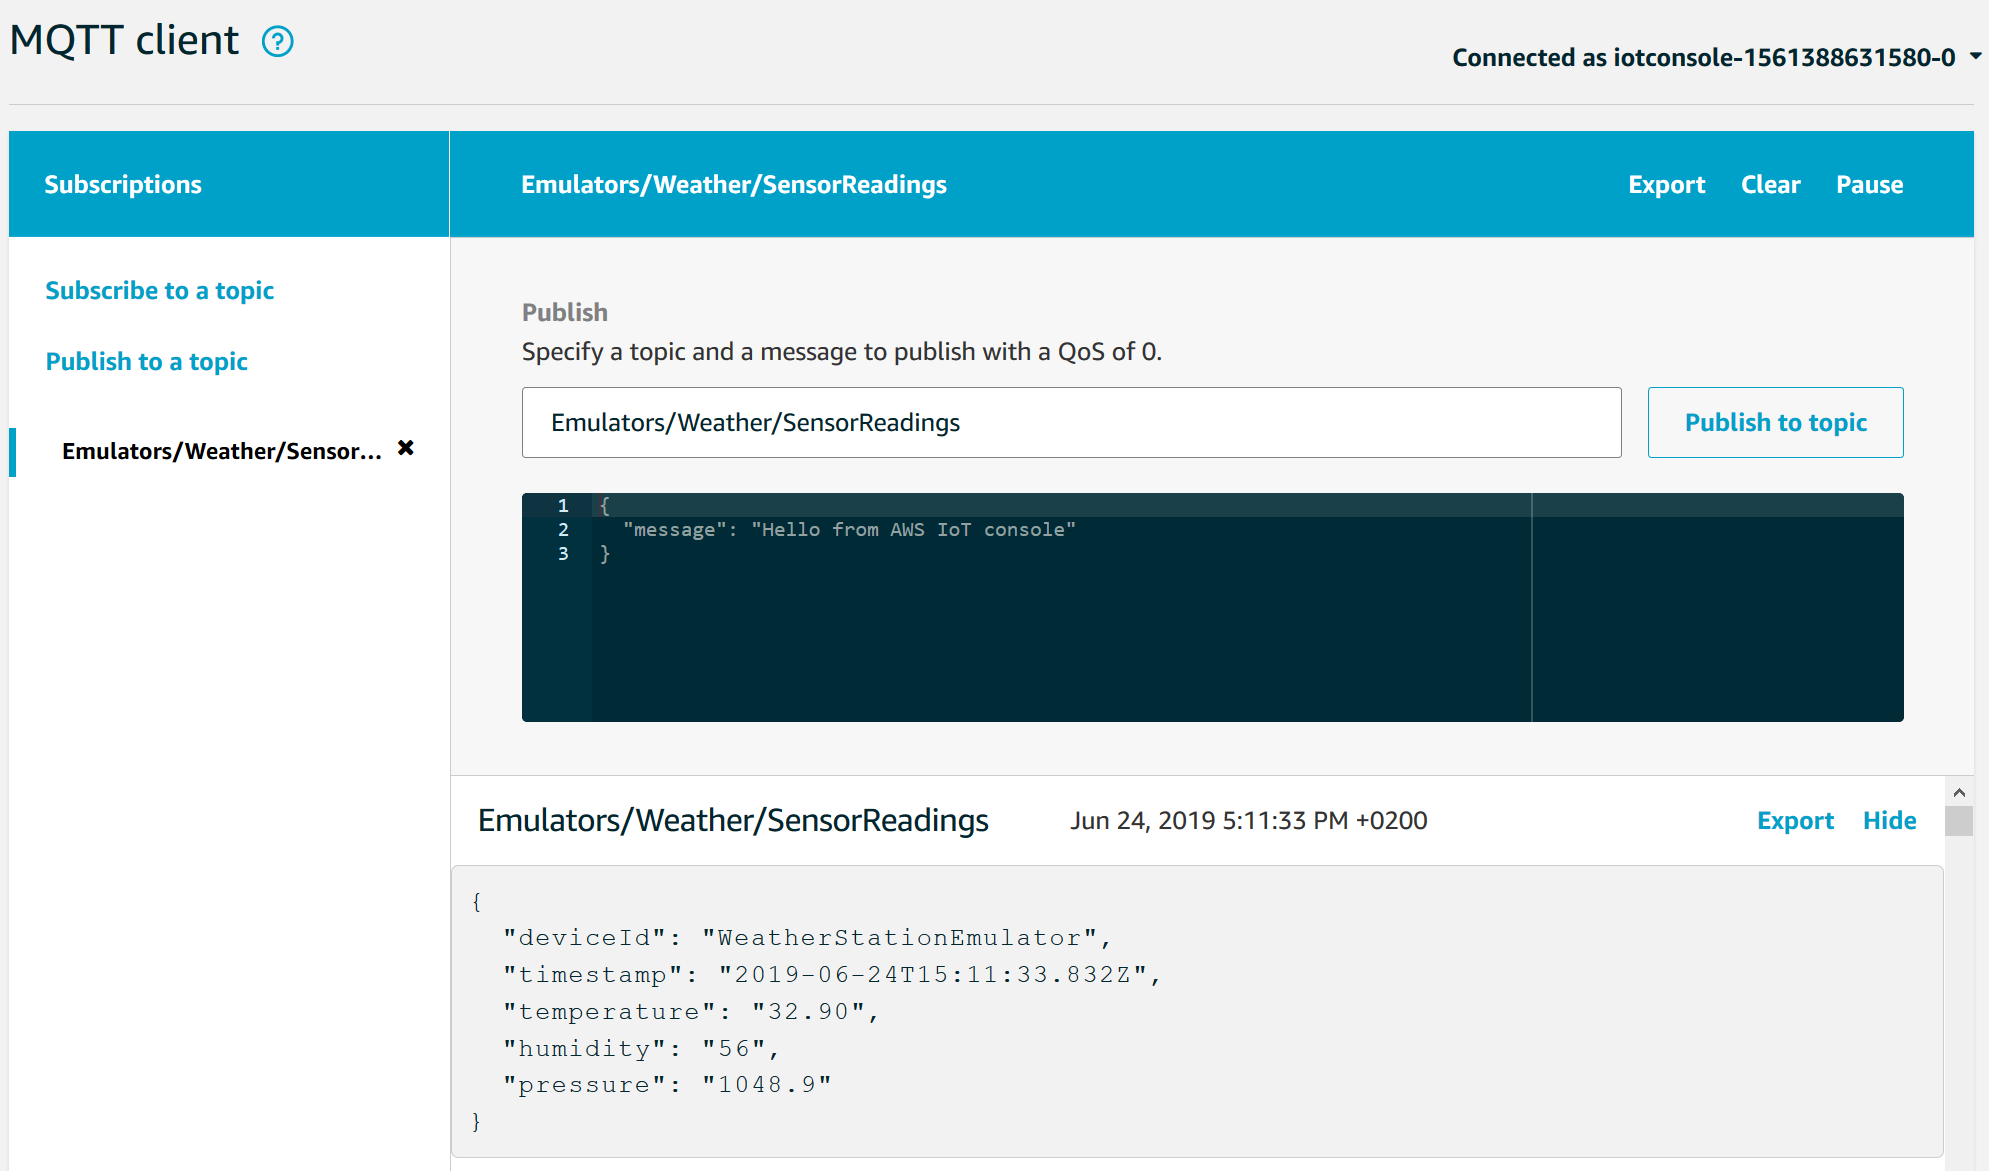 MQTT client ?
Connected as iotconsole-1561388631580-0
Subscriptions
Subscribe to a topic
Publish to a topic
Emulators/Weather/Sensor... ✖
Emulators/Weather/SensorReadings Export Clear Pause
Publish
Specify a topic and a message to publish with a QoS of 0.
Emulators/Weather/SensorReadings Publish to topic
1 {
2 "message": "Hello from AWS IoT console"
3 }
Emulators/Weather/SensorReadings Jun 24, 2019 5:11:33 PM +0200 Export Hide
{
"deviceId": "WeatherStationEmulator",
"timestamp": "2019-06-24T15:11:33.832Z",
"temperature": "32.90",
"humidity": "56",
"pressure": "1048.9"
}